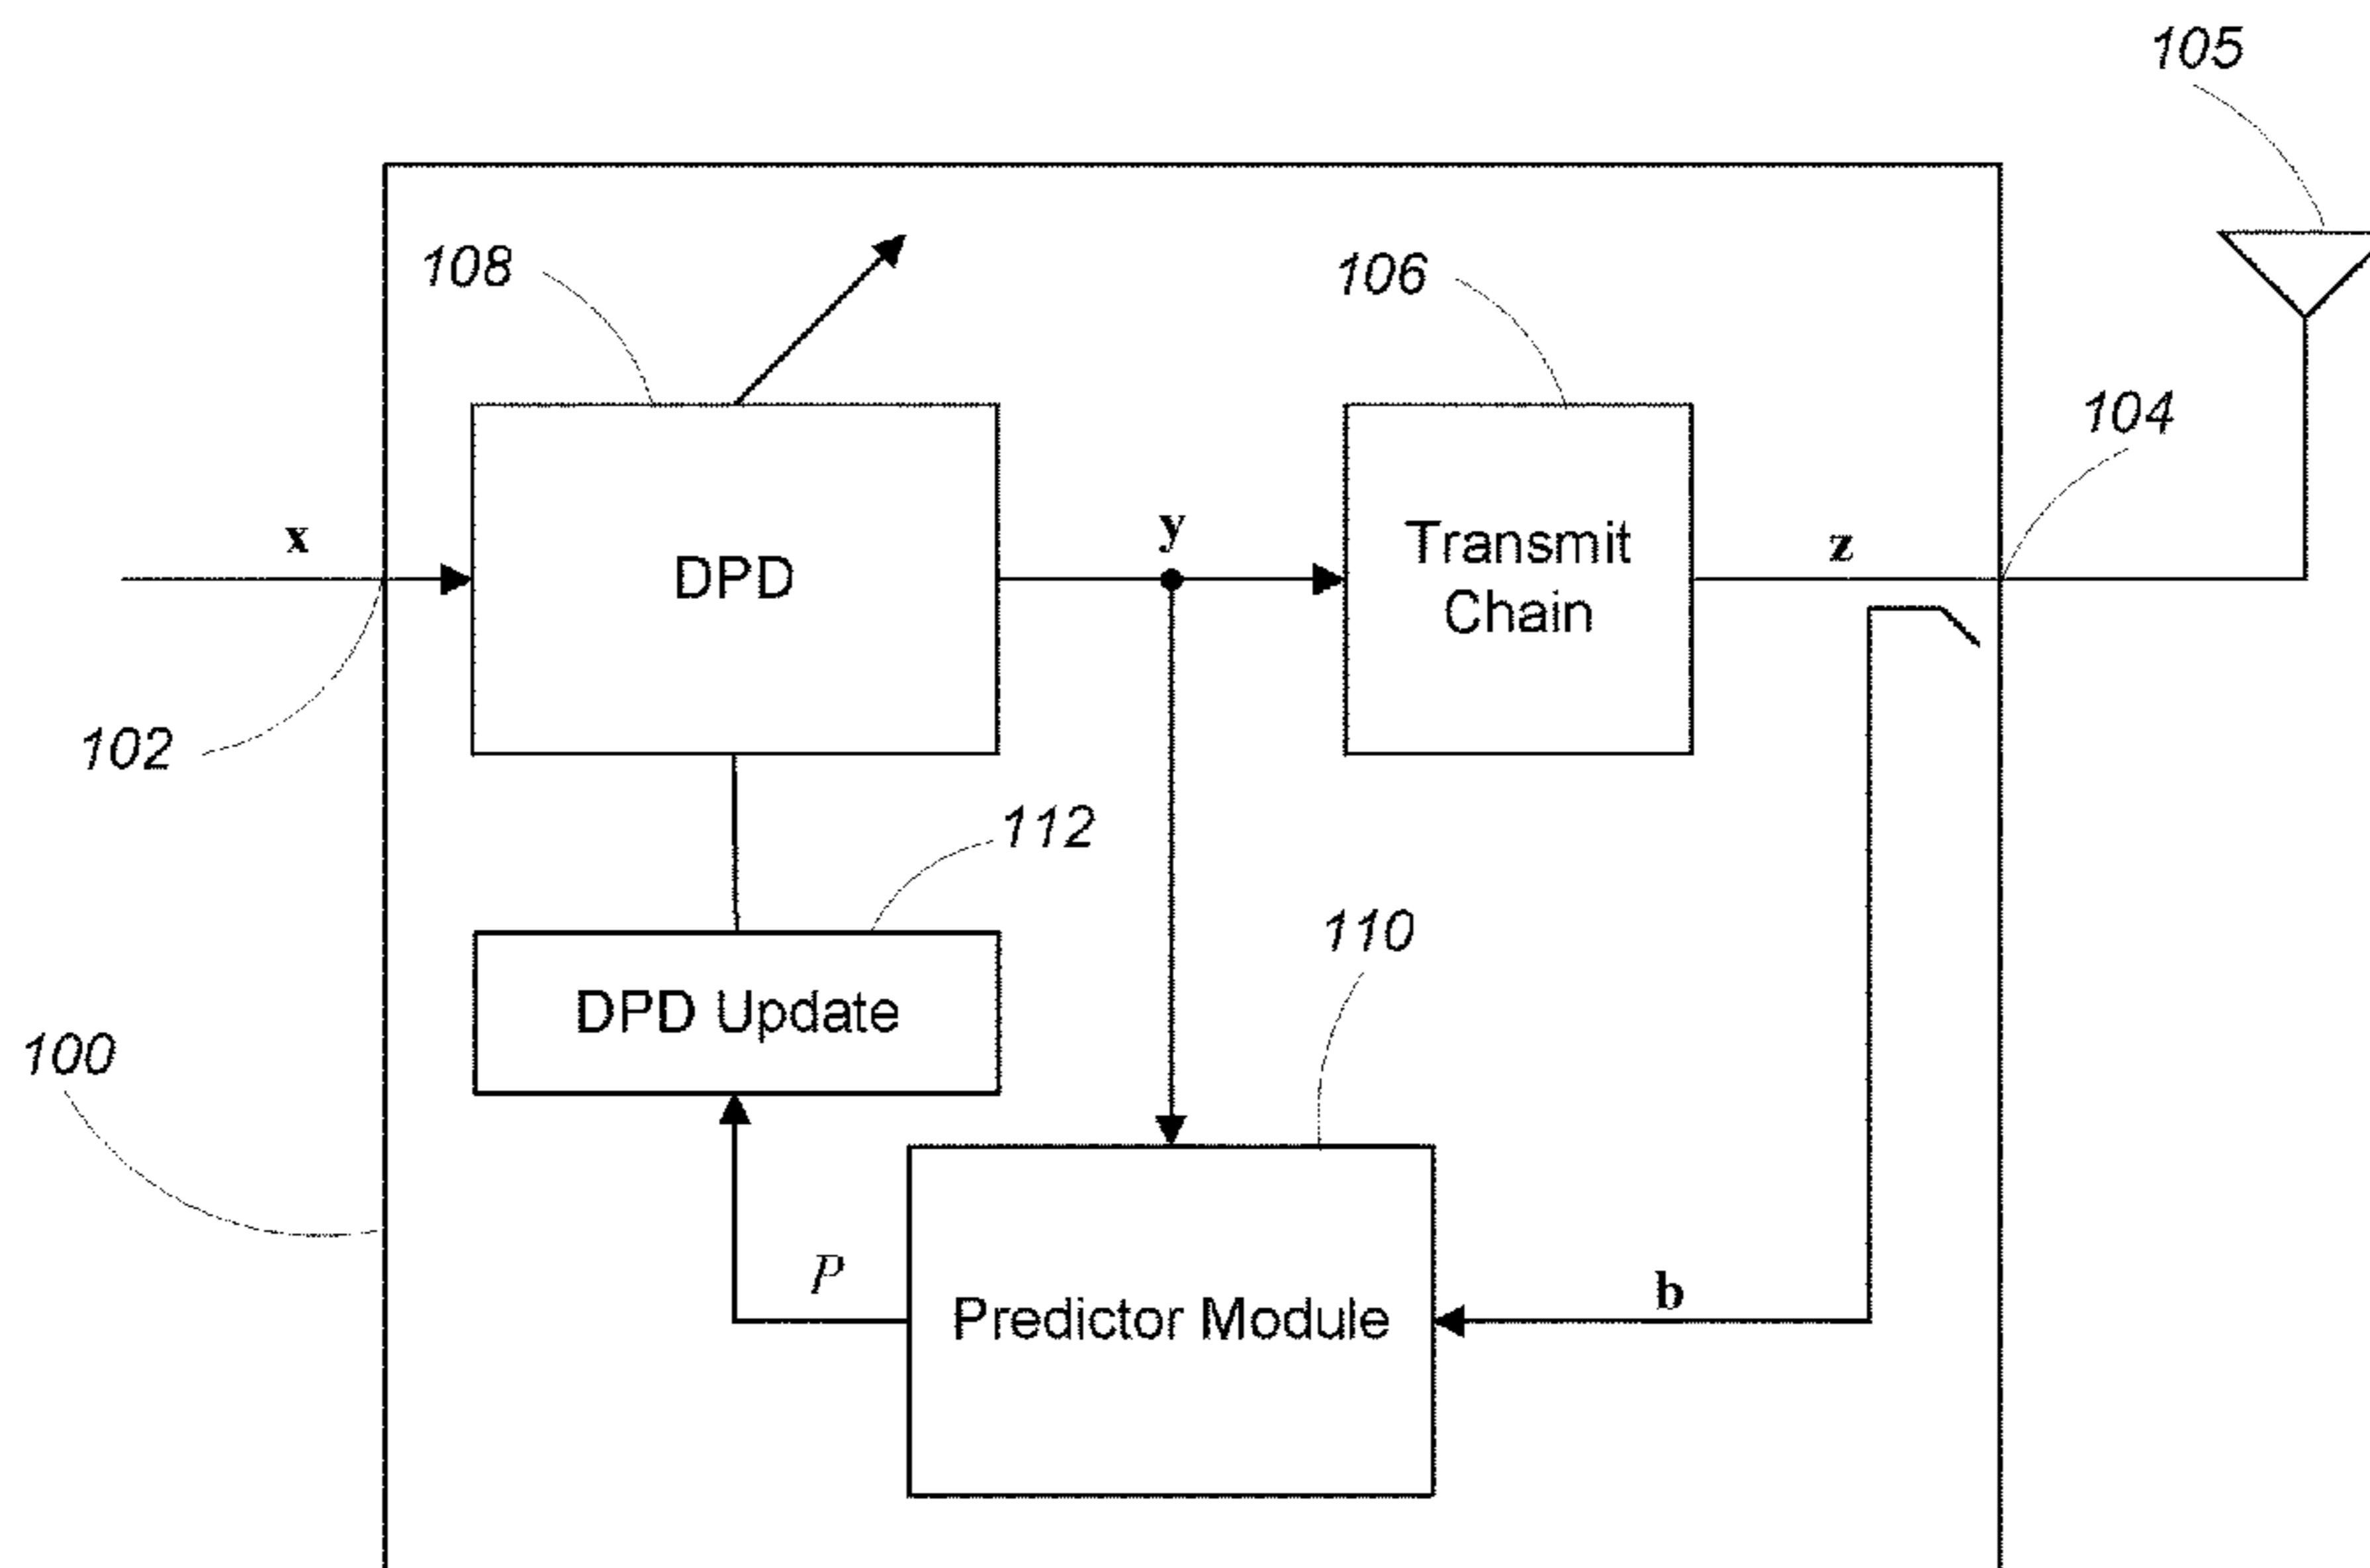 105
108
106
104
x
DPD
y
Transmit
Chain
z
102
112
DPD Update
110
100
P
Predictor Module
b